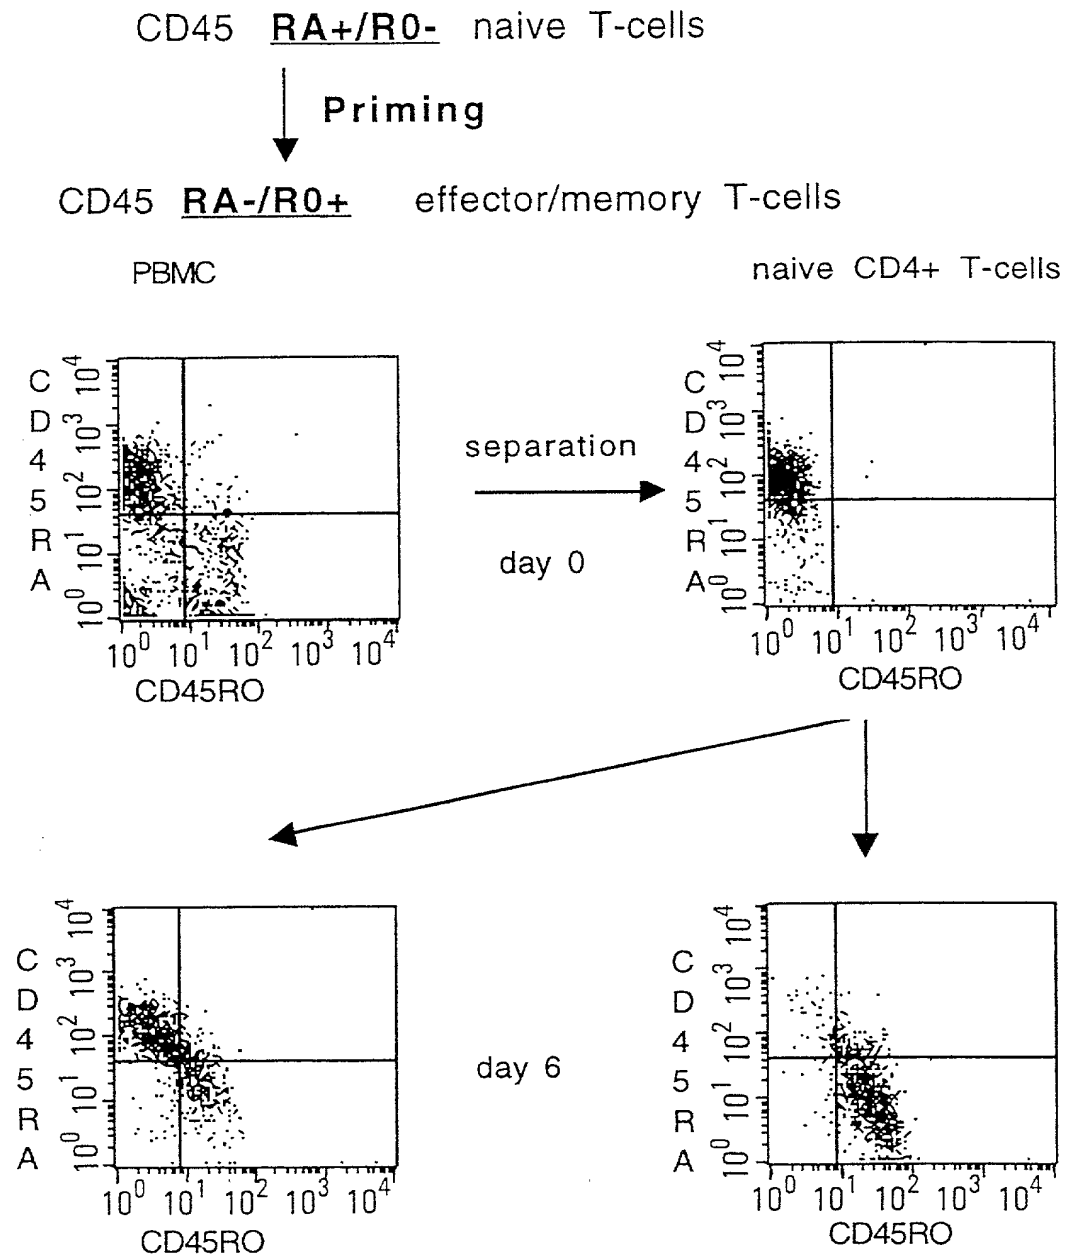 CD45 RA+/R0- naive T-cells
Priming
CD45 RA-/R0+ effector/memory T-cells
PBMC
naive CD4+ T-cells
CD45RA
10^0 10^1 10^2 10^3 10^4
10^0 10^1 10^2 10^3 10^4
CD45RO
separation
day 0
CD45RA
10^0 10^1 10^2 10^3 10^4
10^0 10^1 10^2 10^3 10^4
CD45RO
CD45RA
10^0 10^1 10^2 10^3 10^4
10^0 10^1 10^2 10^3 10^4
CD45RO
day 6
CD45RA
10^0 10^1 10^2 10^3 10^4
10^0 10^1 10^2 10^3 10^4
CD45RO